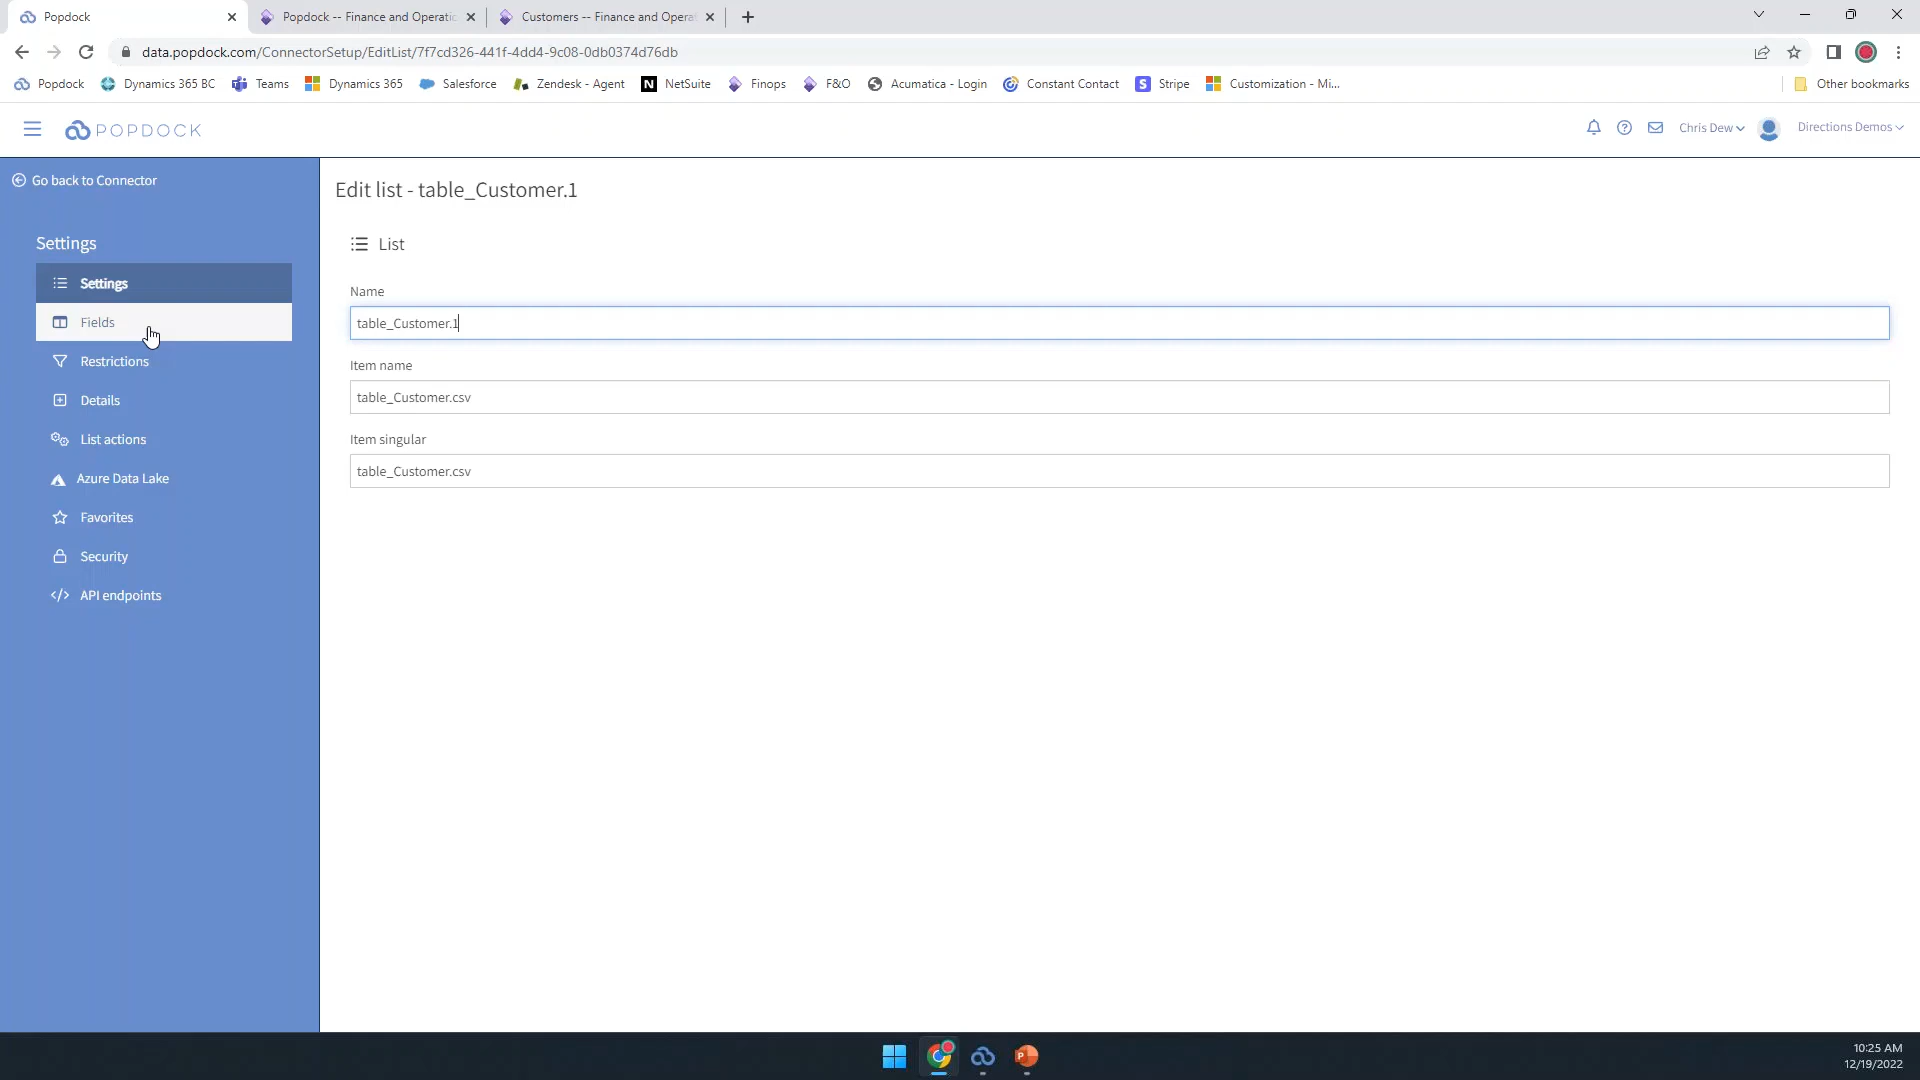 Popdock
Popdock -- Finance and Operatic
Customers -- Finance and Opera
data.popdock.com/ConnectorSetup/EditList/7f7cd326-441f-4dd4-9c08-0db0374d76db
Popdock
Dynamics 365 BC
Teams
Dynamics 365
Salesforce
Zendesk - Agent
NetSuite
Finops
F&O
Acumatica - Login
Constant Contact
Stripe
Customization - Mi...
Other bookmarks
POPDOCK
Chris Dew
Directions Demos
Go back to Connector
Settings
Settings
Fields
Restrictions
Details
List actions
Azure Data Lake
Favorites
Security
API endpoints
Edit list - table_Customer.1
List
Name
table_Customer.1
Item name
table_Customer.csv
Item singular
table_Customer.csv
10:25 AM
12/19/2022